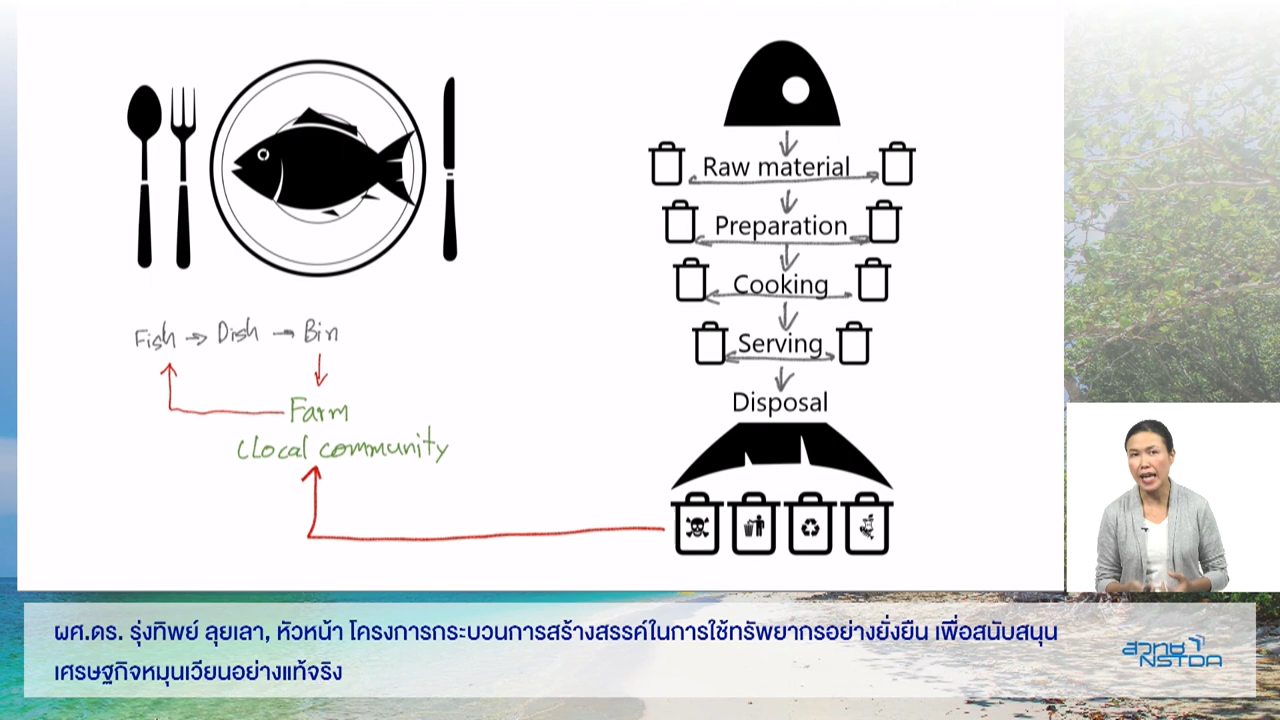 Raw material
Preparation
Cooking
Serving
Disposal
Fish → Dish → Bin
Farm
(Local community
ผศ.ดร. รุ่งทิพย์ ลุยเลา, หัวหน้า โครงการกระบวนการสร้างสรรค์ในการใช้ทรัพยากรอย่างยั่งยืน เพื่อสนับสนุน
เศรษฐกิจหมุนเวียนอย่างแท้จริง
สวทช
NSTDA